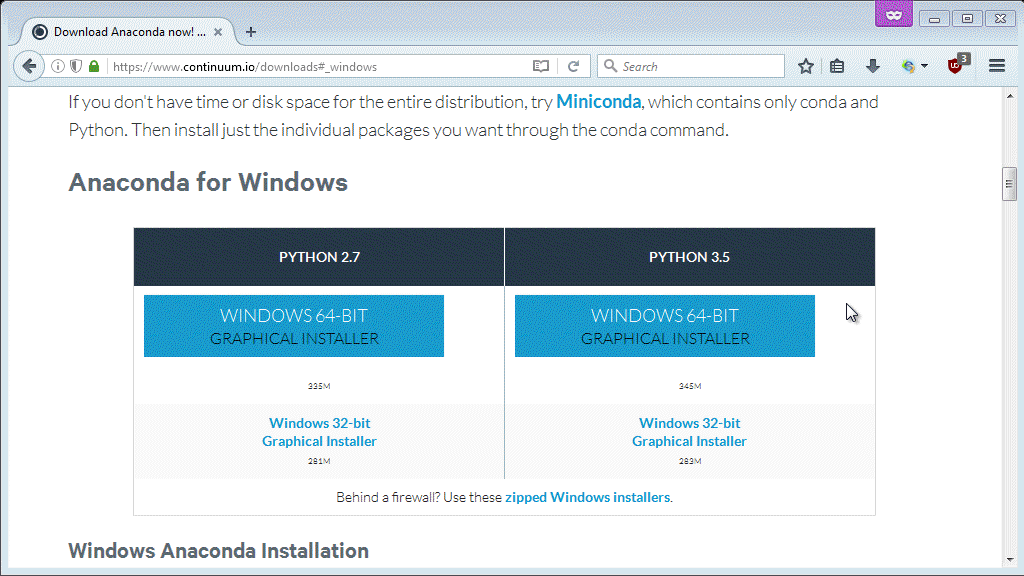 Download Anaconda now! ...
https://www.continuum.io/downloads#_windows
Search
3
If you don't have time or disk space for the entire distribution, try Miniconda, which contains only conda and
Python. Then install just the individual packages you want through the conda command.
Anaconda for Windows
PYTHON 2.7
PYTHON 3.5
WINDOWS 64-BIT
GRAPHICAL INSTALLER
WINDOWS 64-BIT
GRAPHICAL INSTALLER
335M
345M
Windows 32-bit
Graphical Installer
Windows 32-bit
Graphical Installer
281M
283M
Behind a firewall? Use these zipped Windows installers.
Windows Anaconda Installation